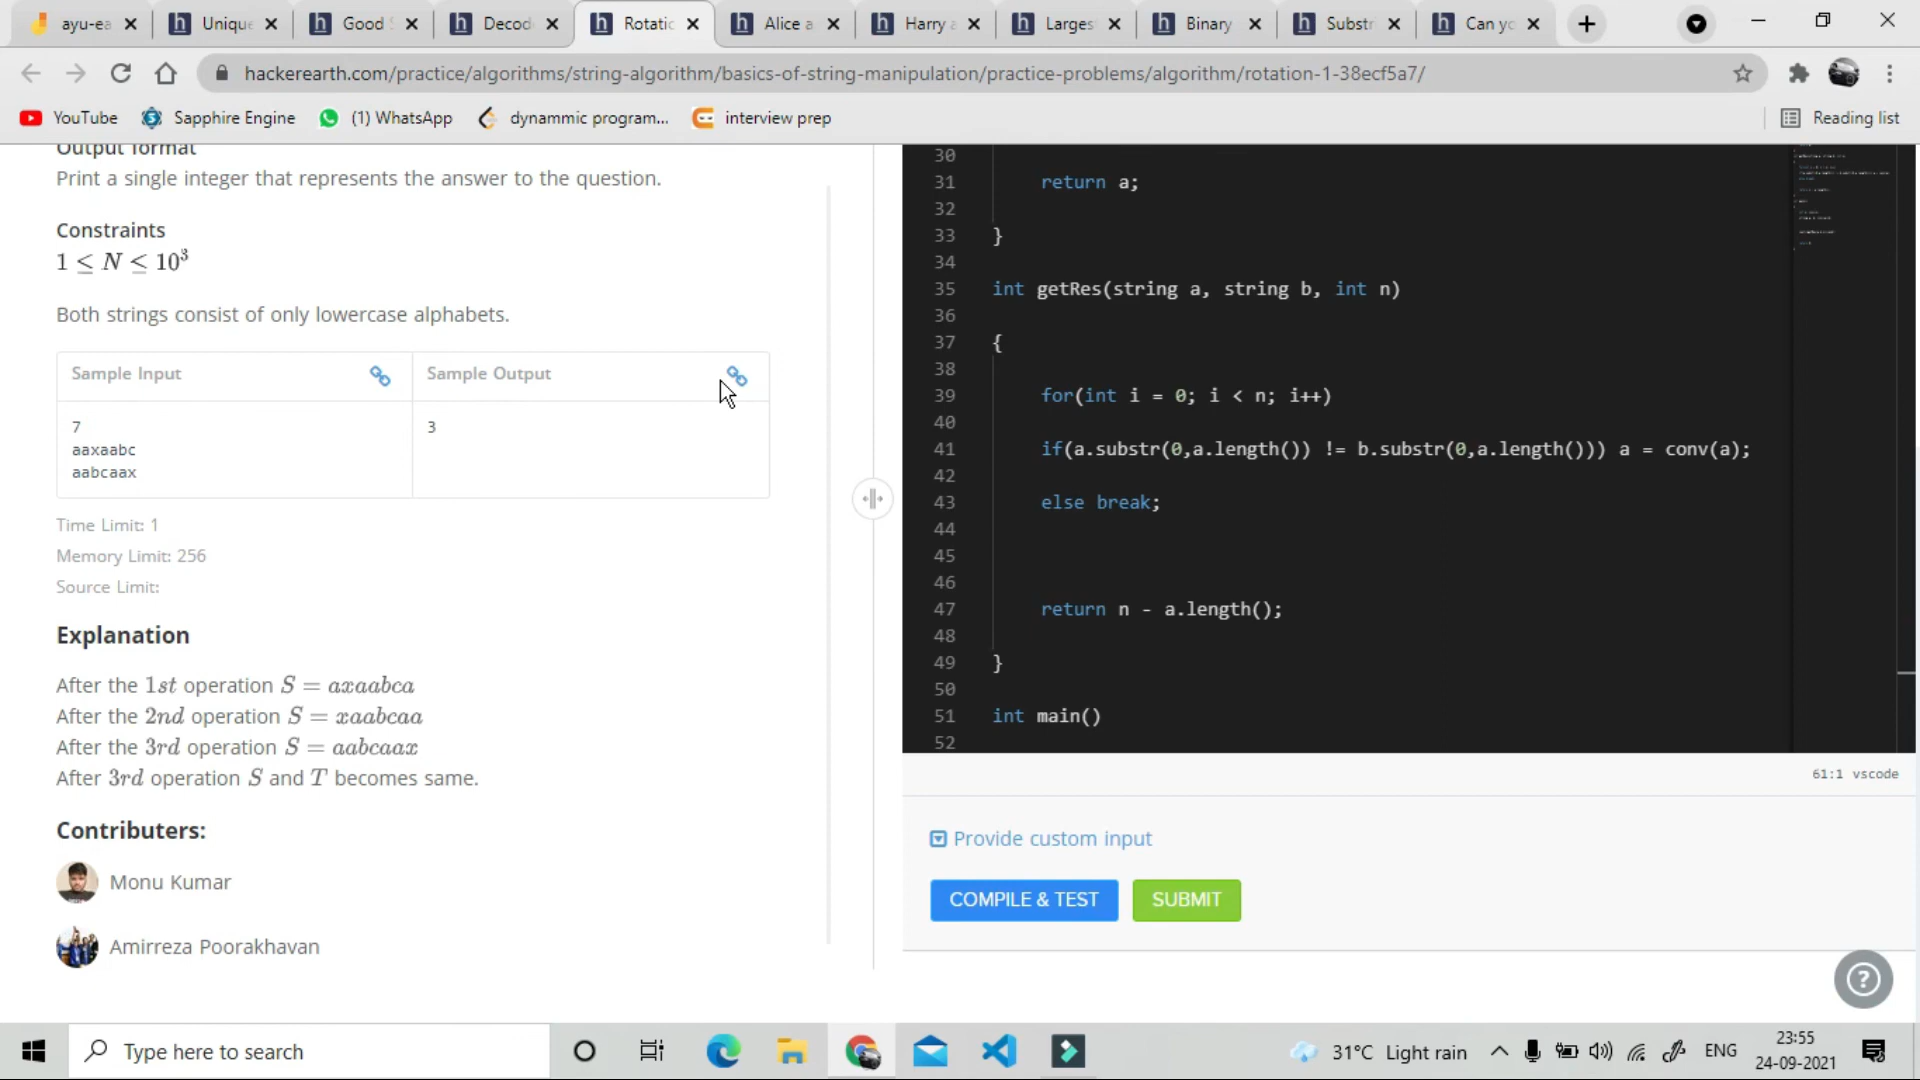 ayu-ea
Uniqu
Good
Decod
Rotatic
Alice a
Harry a
Larges
Binary
Substr
Can yo
hackerearth.com/practice/algorithms/string-algorithm/basics-of-string-manipulation/practice-problems/algorithm/rotation-1-38ecf5a7/
YouTube
Sapphire Engine
(1) WhatsApp
dynammic program...
interview prep
Reading list
Output format
Print a single integer that represents the answer to the question.
Constraints
1 ≤ N ≤ 10³
Both strings consist of only lowercase alphabets.
Sample Input
Sample Output
7
aaxaabc
aabcaax
3
Time Limit: 1
Memory Limit: 256
Source Limit:
Explanation
After the 1st operation S = axaabca
After the 2nd operation S = xaabcaa
After the 3rd operation S = aabcaax
After 3rd operation S and T becomes same.
Contributers:
Monu Kumar
Amirreza Poorakhavan
30
31 return a;
32
33 }
34
35 int getRes(string a, string b, int n)
36
37 {
38
39 for(int i = 0; i < n; i++)
40
41 if(a.substr(0,a.length()) != b.substr(0,a.length())) a = conv(a);
42
43 else break;
44
45
46
47 return n - a.length();
48
49 }
50
51 int main()
52
61:1 vscode
Provide custom input
COMPILE & TEST
SUBMIT
?
Type here to search
31°C Light rain
ENG
23:55
24-09-2021